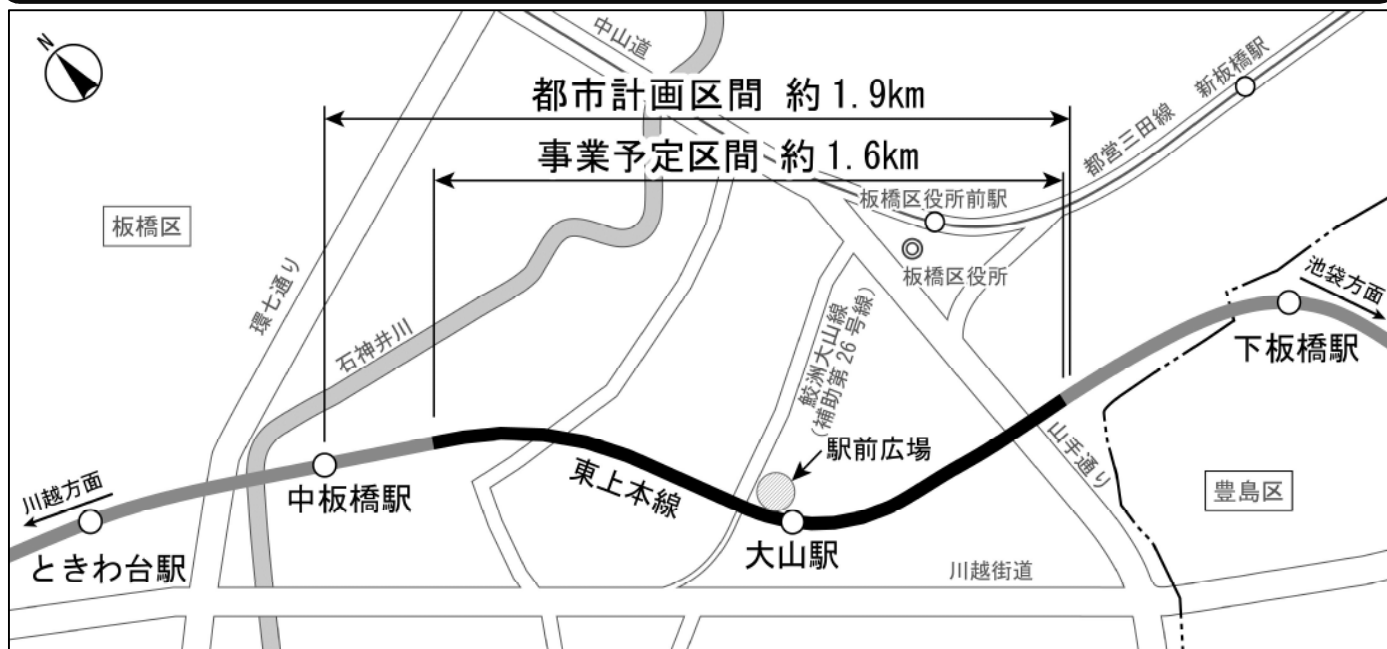 N
中山道
新板橋駅
都市計画区間 約1.9km
都営三田線
事業予定区間 約1.6km
板橋区役所前駅
板橋区
板橋区役所
池袋方面
環七通り
石神井川
鮫洲大山線
(補助第26号線)
下板橋駅
駅前広場
山手通り
東上本線
豊島区
川越方面
中板橋駅
大山駅
ときわ台駅
川越街道